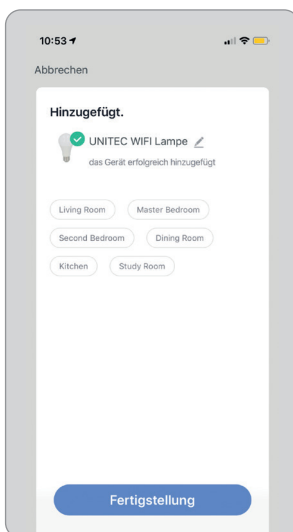 10:53
Abbrechen
Hinzugefügt.
UNITEC WIFI Lampe
das Gerät erfolgreich hinzugefügt
Living Room Master Bedroom
Second Bedroom Dining Room
Kitchen Study Room
Fertigstellung